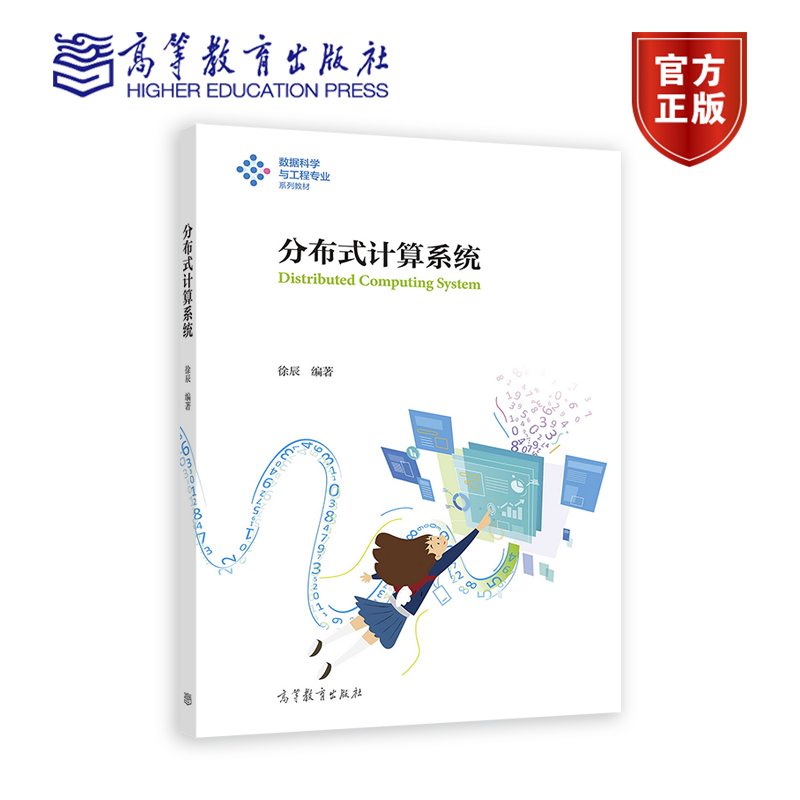 高等教育出版社
HIGHER EDUCATION PRESS
官方
正版
数据科学
与工程专业
系列教材
分布式计算系统
Distributed Computing System
徐辰 编著
高等教育出版社
分布式计算系统
徐辰 编著